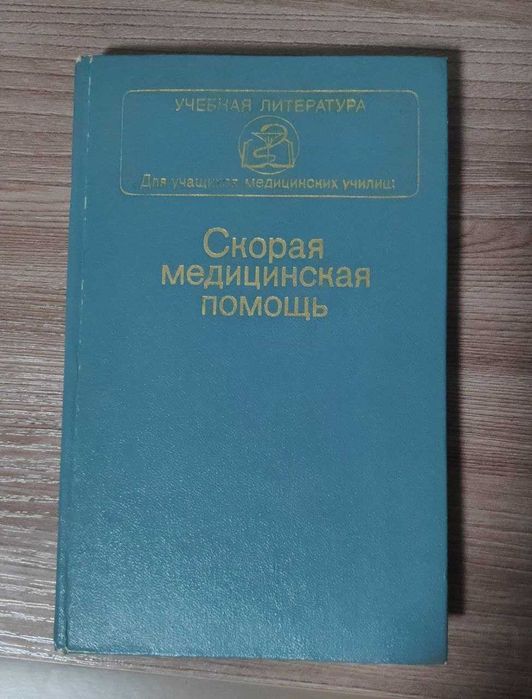 УЧЕБНАЯ ЛИТЕРАТУРА
Для учащихся медицинских училищ
Скорая
медицинская
помощь